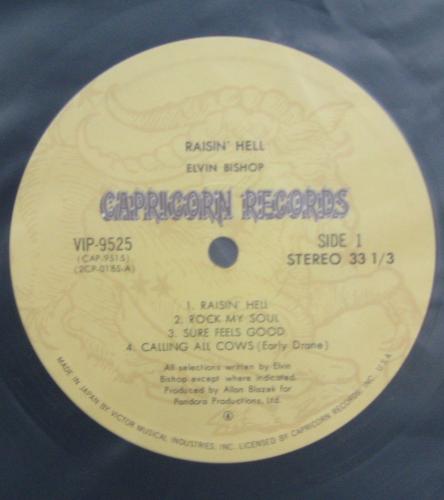 RAISIN' HELL
ELVIN BISHOP
CAPRICORN RECORDS
VIP-9525
(CAP-9515)
(2CP-0185-A)
SIDE 1
STEREO 33 1/3
1. RAISIN' HELL
2. ROCK MY SOUL
3. SURE FEELS GOOD
4. CALLING ALL COWS (Early Drane)
All selections written by Elvin
Bishop except where indicated.
Produced by Allan Blazek for
Pandora Productions, Ltd.
MADE IN JAPAN BY VICTOR MUSICAL INDUSTRIES, INC. LICENSED BY CAPRICORN RECORDS, INC., U.S.A.